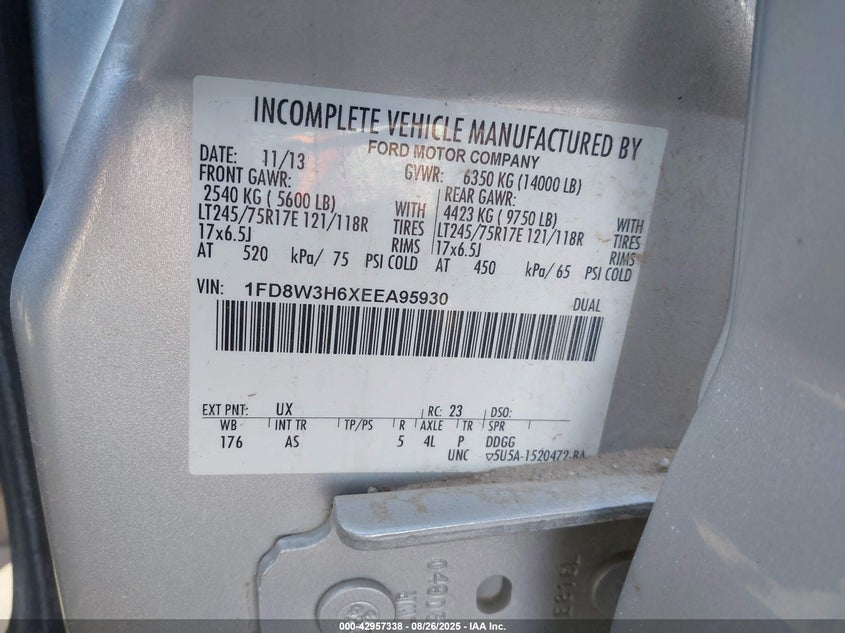 INCOMPLETE VEHICLE MANUFACTURED BY
FORD MOTOR COMPANY
DATE: 11/13 GVWR: 6350 KG (14000 LB)
FRONT GAWR: REAR GAWR:
2540 KG ( 5600 LB) WITH 4423 KG ( 9750 LB) WITH
LT245/75R17E 121/118R TIRES LT245/75R17E 121/118R TIRES
17x6.5J RIMS 17x6.5J RIMS
AT 520 kPa/ 75 PSI COLD AT 450 kPa/ 65 PSI COLD
VIN: 1FD8W3H6XEEA95930 DUAL
EXT PNT: UX RC: 23 DSO:
WB INT TR TP/PS R AXLE TR SPR
176 AS 5 4L P DDGG
UNC ▽5U5A-1520472-BA
000-42957338 - 08/26/2025 - IAA Inc.